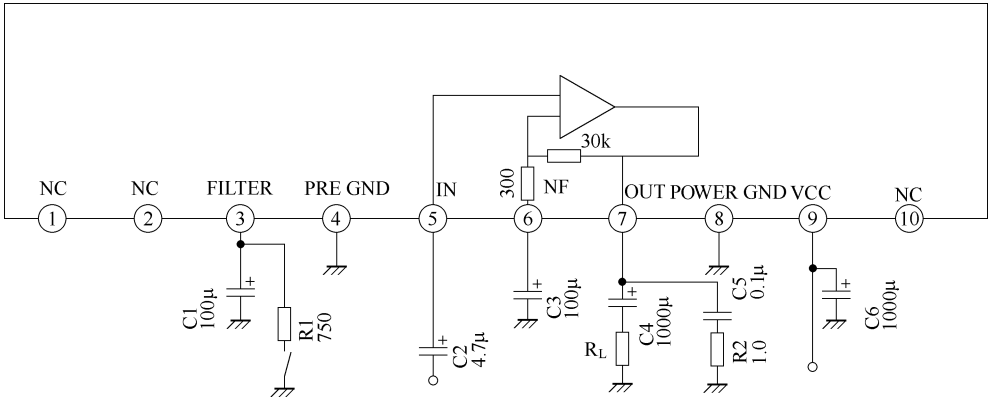 30k
300
NF
NC
NC
FILTER
PRE GND
IN
OUT
POWER GND
VCC
NC
1
2
3
4
5
6
7
8
9
10
C1
100μ
R1
750
C2
4.7μ
C3
100μ
C4
1000μ
RL
C5
0.1μ
R2
1.0
C6
1000μ
+
+
+
+
+